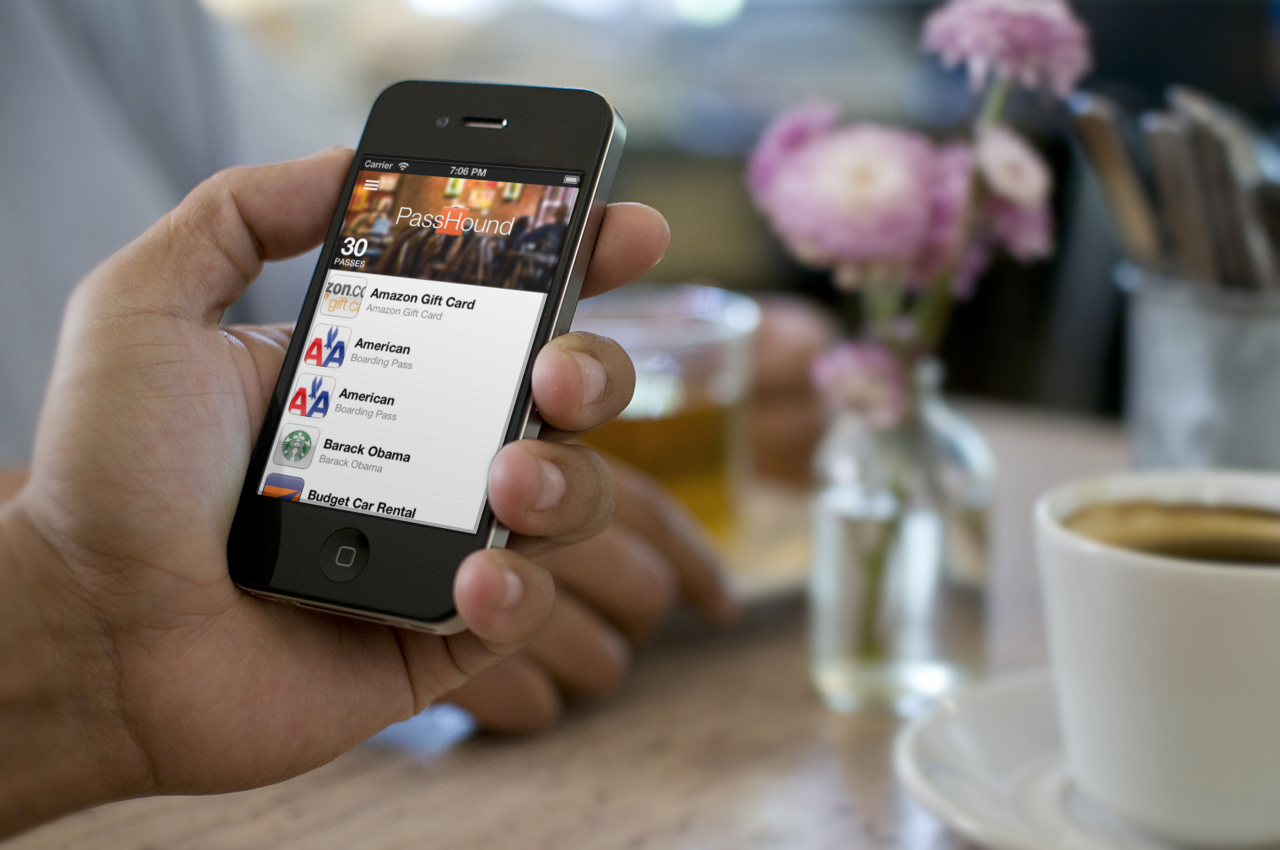 Carrier 7:06 PM
PassHound
30
PASSES
zon.co
gift c
Amazon Gift Card
Amazon Gift Card
AA
American
Boarding Pass
AA
American
Boarding Pass
Barack Obama
Barack Obama
Budget Car Rental